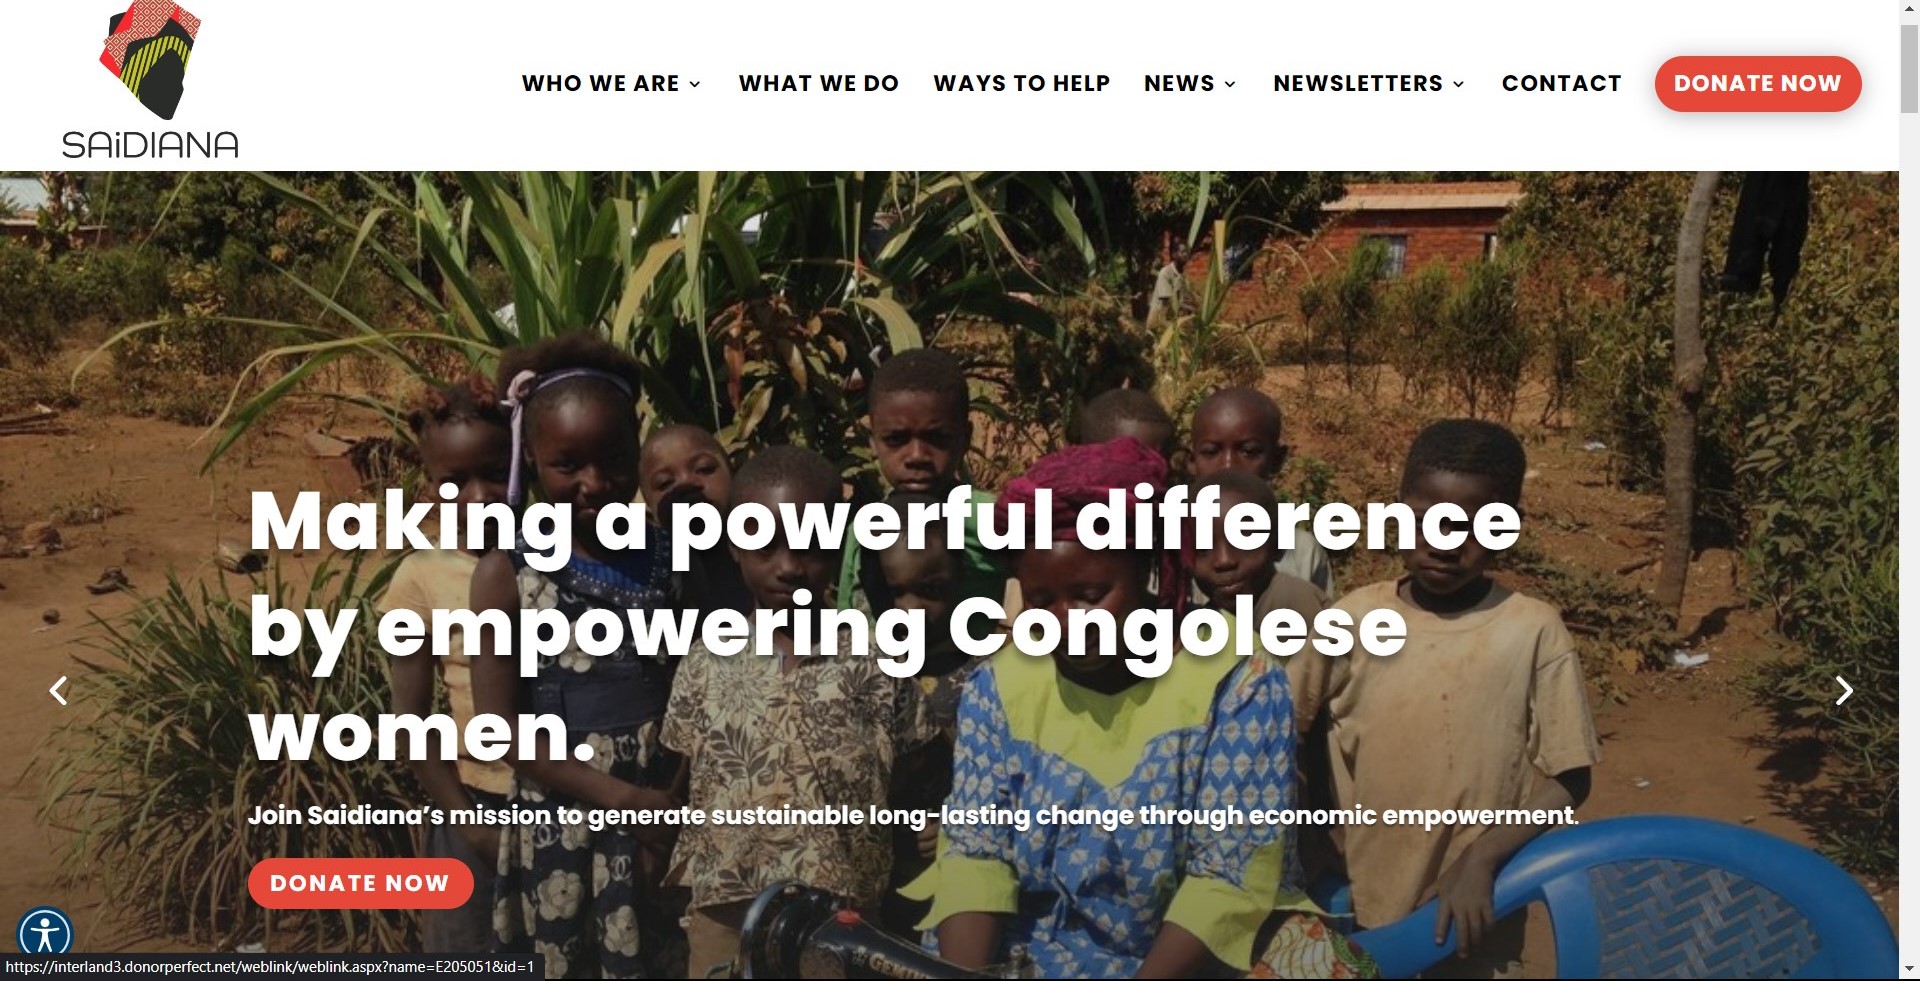 SAiDIANA
WHO WE ARE
WHAT WE DO
WAYS TO HELP
NEWS
NEWSLETTERS
CONTACT
DONATE NOW
Making a powerful difference
by empowering Congolese
women.
Join Saidiana’s mission to generate sustainable long-lasting change through economic empowerment.
DONATE NOW
https://interland3.donorperfect.net/weblink/weblink.aspx?name=E205051&id=1